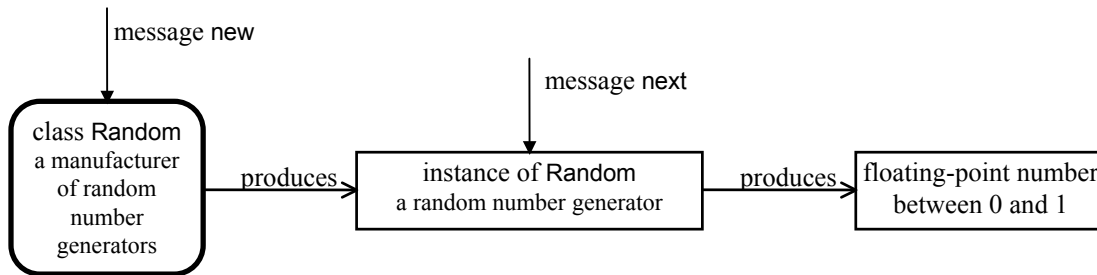 message new
message next
class Random
a manufacturer
of random
number
generators
produces
instance of Random
a random number generator
produces
floating-point number
between 0 and 1